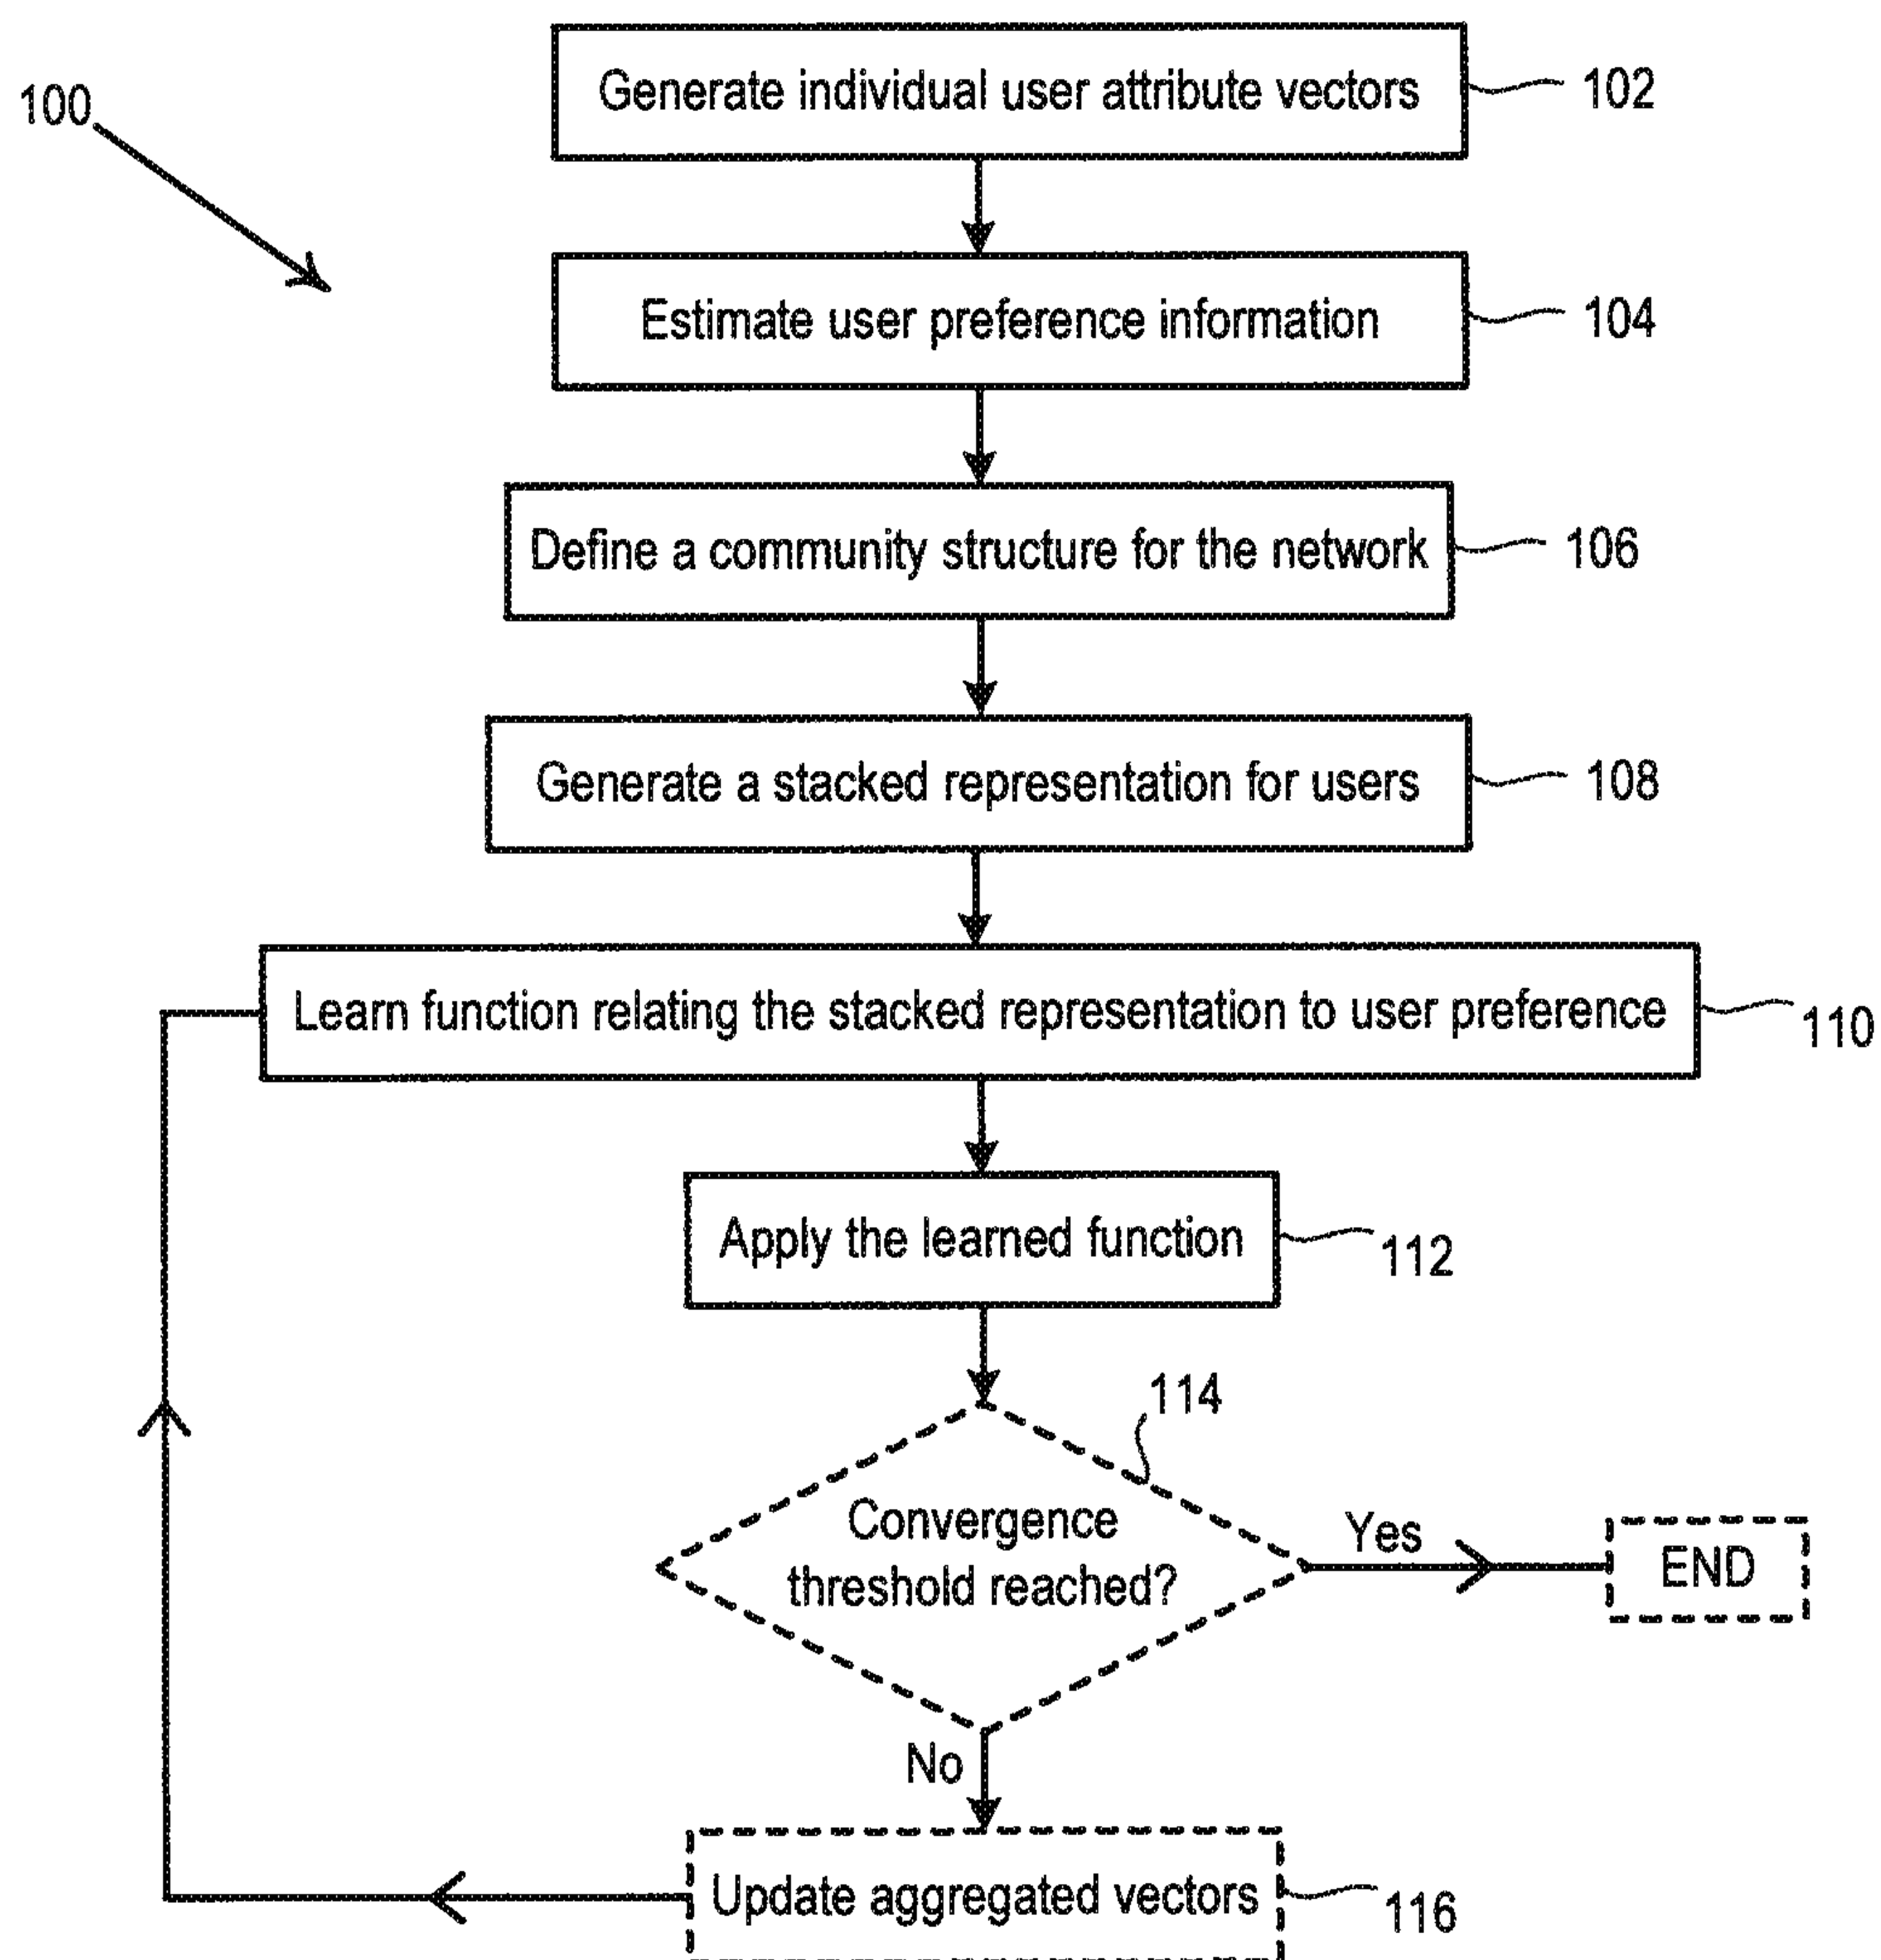 100
Generate individual user attribute vectors
102
Estimate user preference information
104
Define a community structure for the network
106
Generate a stacked representation for users
108
Learn function relating the stacked representation to user preference
110
Apply the learned function
112
114
Convergence
threshold reached?
Yes
END
No
Update aggregated vectors
116